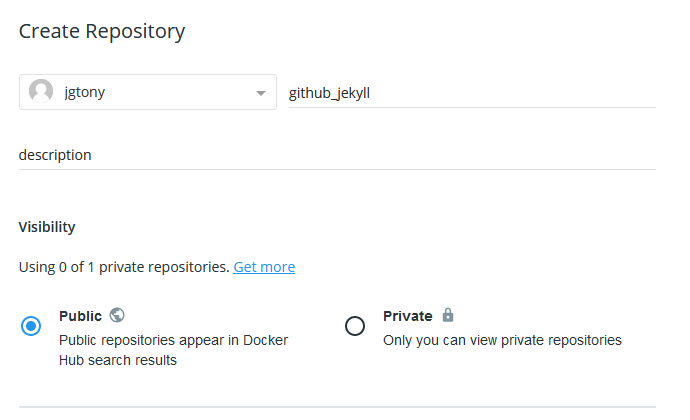 Create Repository
jgtony
github_jekyll
description
Visibility
Using 0 of 1 private repositories. Get more
Public
Public repositories appear in Docker
Hub search results
Private
Only you can view private repositories